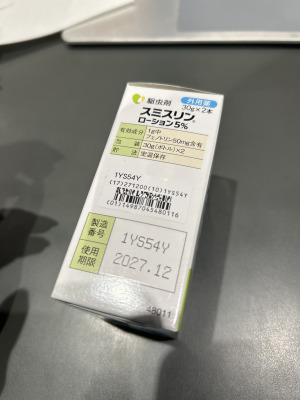 駆虫剤
外用薬
30g×2本
スミスリン®
ローション5%
有効成分 1g中
フェノトリン50mg含有
包装 30g(ボトル)×2
貯法 室温保存
1YS54Y
(17)271200(10)1YS54Y
(01)14987045480116
製造番号 1YS54Y
使用期限 2027.12
48011